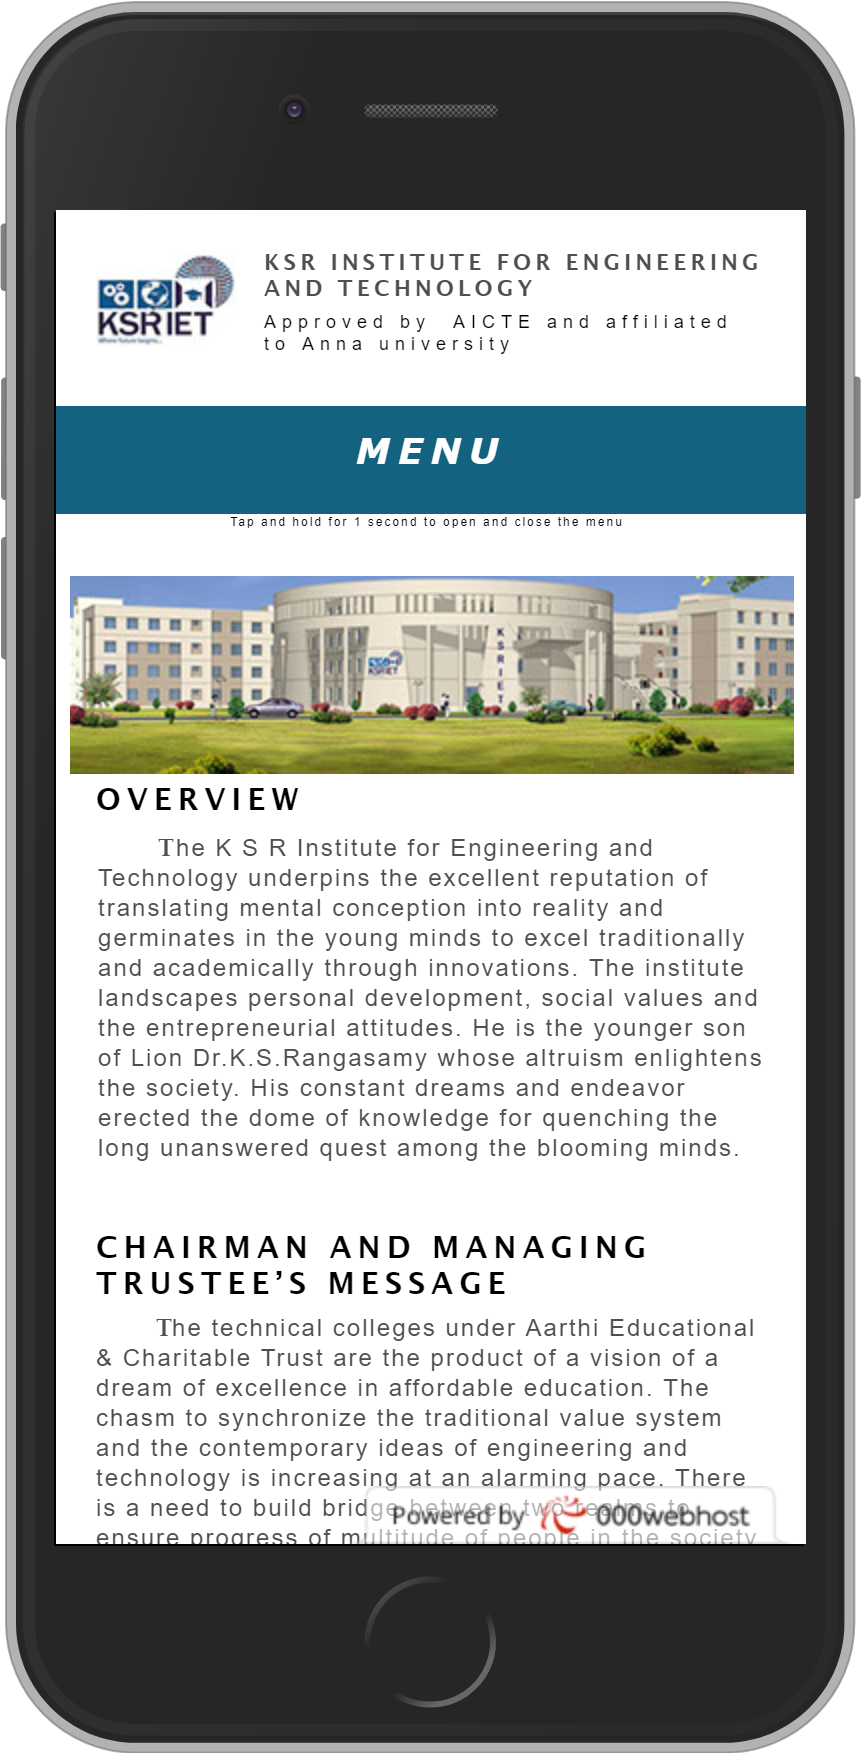 KSRIET
Where future begins...
KSR INSTITUTE FOR ENGINEERING
AND TECHNOLOGY
Approved by AICTE and affiliated
to Anna university
MENU
Tap and hold for 1 second to open and close the menu
KSRIET
KSRIET
OVERVIEW
The K S R Institute for Engineering and
Technology underpins the excellent reputation of
translating mental conception into reality and
germinates in the young minds to excel traditionally
and academically through innovations. The institute
landscapes personal development, social values and
the entrepreneurial attitudes. He is the younger son
of Lion Dr.K.S.Rangasamy whose altruism enlightens
the society. His constant dreams and endeavor
erected the dome of knowledge for quenching the
long unanswered quest among the blooming minds.
CHAIRMAN AND MANAGING
TRUSTEE’S MESSAGE
The technical colleges under Aarthi Educational
& Charitable Trust are the product of a vision of a
dream of excellence in affordable education. The
chasm to synchronize the traditional value system
and the contemporary ideas of engineering and
technology is increasing at an alarming pace. There
is a need to build bridge between two realms to
ensure progress of multitude of people in the society
Powered by 000webhost